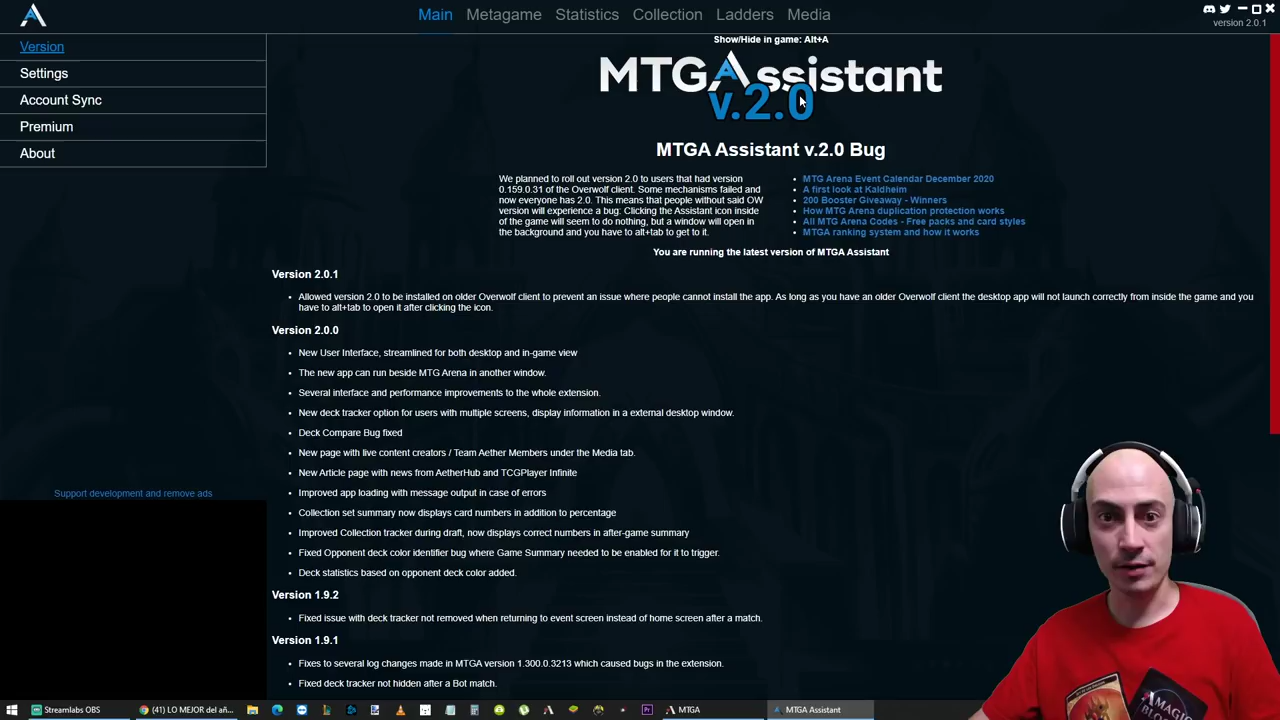 Main Metagame Statistics Collection Ladders Media
version 2.0.1
Version
Settings
Account Sync
Premium
About
Support development and remove ads
Show/Hide in game: Alt+A
MTGAssistant
v.2.0
MTGA Assistant v.2.0 Bug
We planned to roll out version 2.0 to users that had version
0.159.0.31 of the Overwolf client. Some mechanisms failed and
now everyone has 2.0. This means that people without said OW
version will experience a bug: Clicking the Assistant icon inside
of the game will seem to do nothing, but a window will open in
the background and you have to alt+tab to get to it.
• MTG Arena Event Calendar December 2020
• A first look at Kaldheim
• 200 Booster Giveaway - Winners
• How MTG Arena duplication protection works
• All MTG Arena Codes - Free packs and card styles
• MTGA ranking system and how it works
You are running the latest version of MTGA Assistant
Version 2.0.1
• Allowed version 2.0 to be installed on older Overwolf client to prevent an issue where people cannot install the app. As long as you have an older Overwolf client the desktop app will not launch correctly from inside the game and you
have to alt+tab to open it after clicking the icon.
Version 2.0.0
• New User Interface, streamlined for both desktop and in-game view
• The new app can run beside MTG Arena in another window.
• Several interface and performance improvements to the whole extension.
• New deck tracker option for users with multiple screens, display information in a external desktop window.
• Deck Compare Bug fixed
• New page with live content creators / Team Aether Members under the Media tab.
• New Article page with news from AetherHub and TCGPlayer Infinite
• Improved app loading with message output in case of errors
• Collection set summary now displays card numbers in addition to percentage
• Improved Collection tracker during draft, now displays correct numbers in after-game summary
• Fixed Opponent deck color identifier bug where Game Summary needed to be enabled for it to trigger.
• Deck statistics based on opponent deck color added.
Version 1.9.2
• Fixed issue with deck tracker not removed when returning to event screen instead of home screen after a match.
Version 1.9.1
• Fixes to several log changes made in MTGA version 1.300.0.3213 which caused bugs in the extension.
• Fixed deck tracker not hidden after a Bot match.
Streamlabs OBS
(41) LO MEJOR del añ...
MTGA
MTGA Assistant